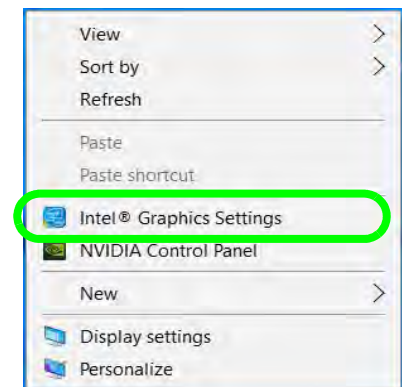 View
Sort by
Refresh
Paste
Paste shortcut
Intel® Graphics Settings
NVIDIA Control Panel
New
Display settings
Personalize